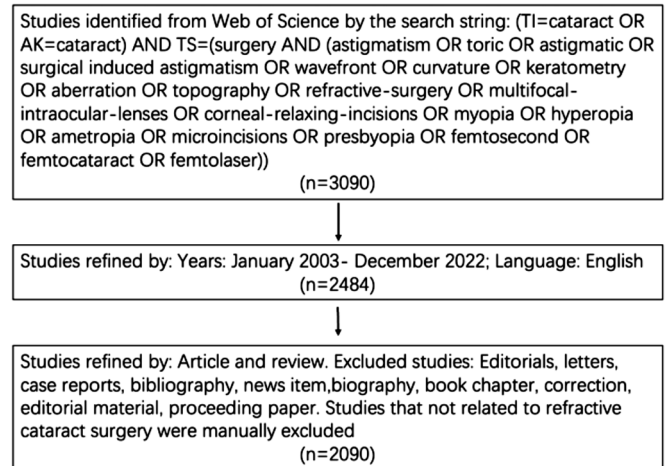 Studies identified from Web of Science by the search string: (TI=cataract OR
AK=cataract) AND TS=(surgery AND (astigmatism OR toric OR astigmatic OR
surgical induced astigmatism OR wavefront OR curvature OR keratometry
OR aberration OR topography OR refractive-surgery OR multifocal-
intraocular-lenses OR corneal-relaxing-incisions OR myopia OR hyperopia
OR ametropia OR microincisions OR presbyopia OR femtosecond OR
femtocataract OR femtolaser))
(n=3090)
Studies refined by: Years: January 2003- December 2022; Language: English
(n=2484)
Studies refined by: Article and review. Excluded studies: Editorials, letters,
case reports, bibliography, news item,biography, book chapter, correction,
editorial material, proceeding paper. Studies that not related to refractive
cataract surgery were manually excluded
(n=2090)